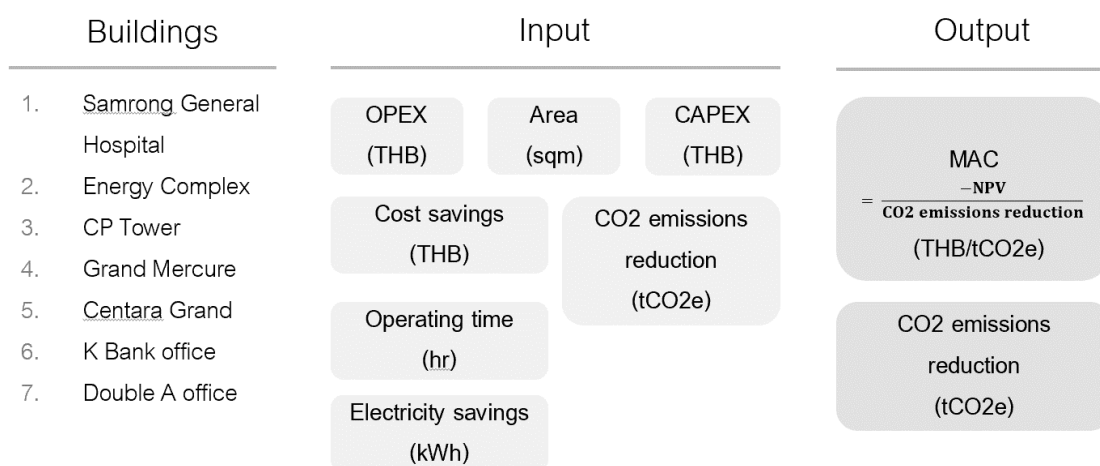 Buildings
1. Samrong General
Hospital
2. Energy Complex
3. CP Tower
4. Grand Mercure
5. Centara Grand
6. K Bank office
7. Double A office
Input
OPEX
(THB)
Area
(sqm)
CAPEX
(THB)
Cost savings
(THB)
CO2 emissions
reduction
(tCO2e)
Operating time
(hr)
Electricity savings
(kWh)
Output
MAC
= −NPV
CO2 emissions reduction
(THB/tCO2e)
CO2 emissions
reduction
(tCO2e)